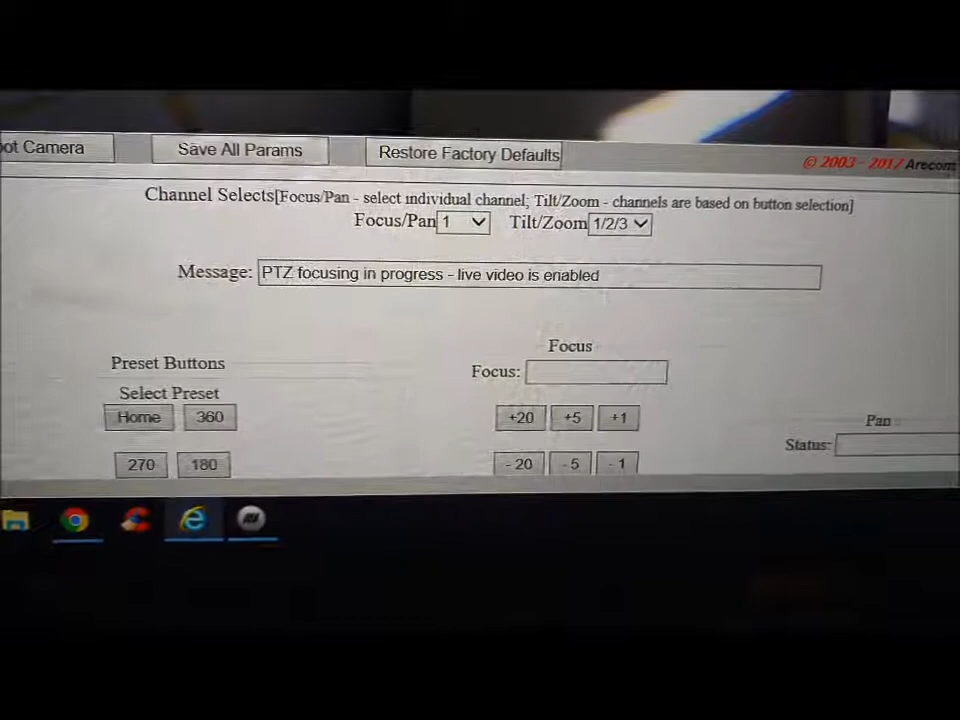 ot Camera
Save All Params
Restore Factory Defaults
© 2003 - 2012 Arecon
Channel Selects[Focus/Pan - select individual channel; Tilt/Zoom - channels are based on button selection]
Focus/Pan 1 Tilt/Zoom 1/2/3
Message: PTZ focusing in progress - live video is enabled
Focus
Preset Buttons
Focus:
Select Preset
Home 360
+20 +5 +1
Pan
Status:
270 180
- 20 - 5 - 1